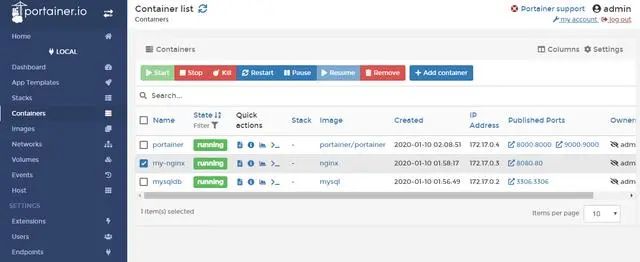 portainer.io
Home
LOCAL
Dashboard
App Templates
Stacks
Containers
Images
Networks
Volumes
Events
Host
SETTINGS
Extensions
Users
Endpoints
Container list
Containers
Portainer support
admin
my account
log out
Containers
Columns
Settings
Start
Stop
Kill
Restart
Pause
Resume
Remove
+ Add container
Search...
Name
State
Filter
Quick actions
Stack
Image
Created
IP Address
Published Ports
Owner
portainer running - portainer/portainer 2020-01-10 02:08:51 172.17.0.4 8000:8000 9000:9000 adm
my-nginx running - nginx 2020-01-10 01:58:17 172.17.0.3 8080:80 adm
mysqldb running - mysql 2020-01-10 01:56:49 172.17.0.2 3306:3306 adm
1 item(s) selected
Items per page 10